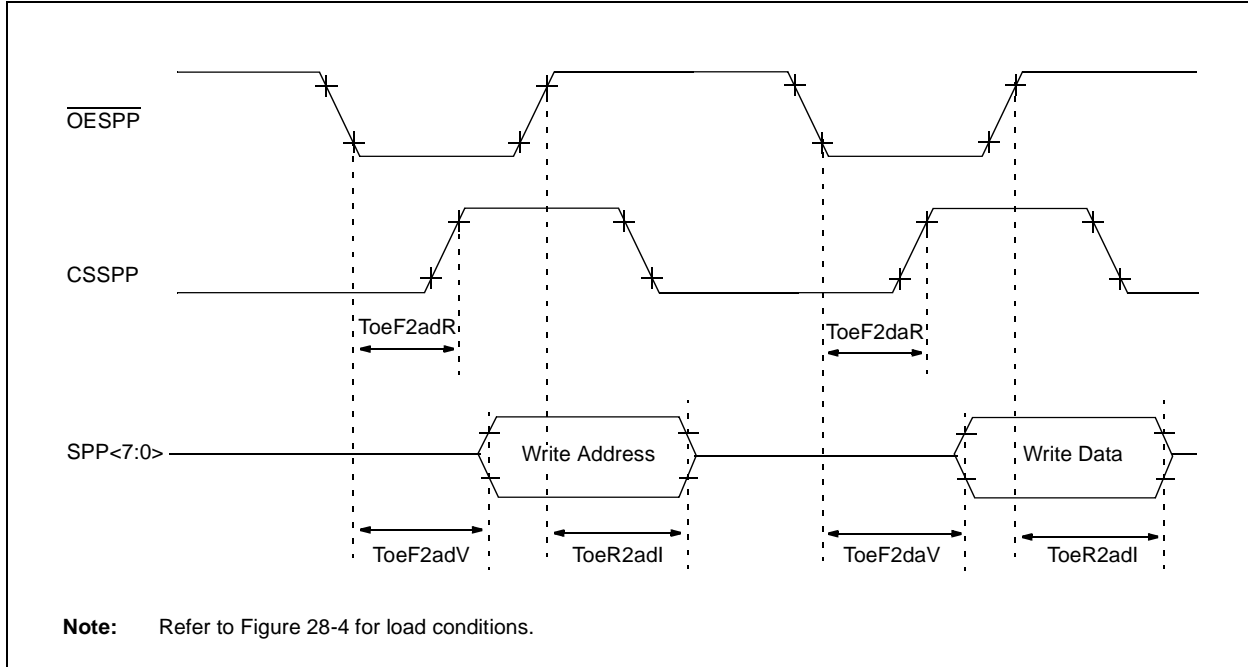 OESPP
CSSPP
ToeF2adR
ToeF2daR
SPP<7:0>
Write Address
Write Data
ToeF2adV
ToeR2adI
ToeF2daV
ToeR2adI
Note: Refer to Figure 28-4 for load conditions.